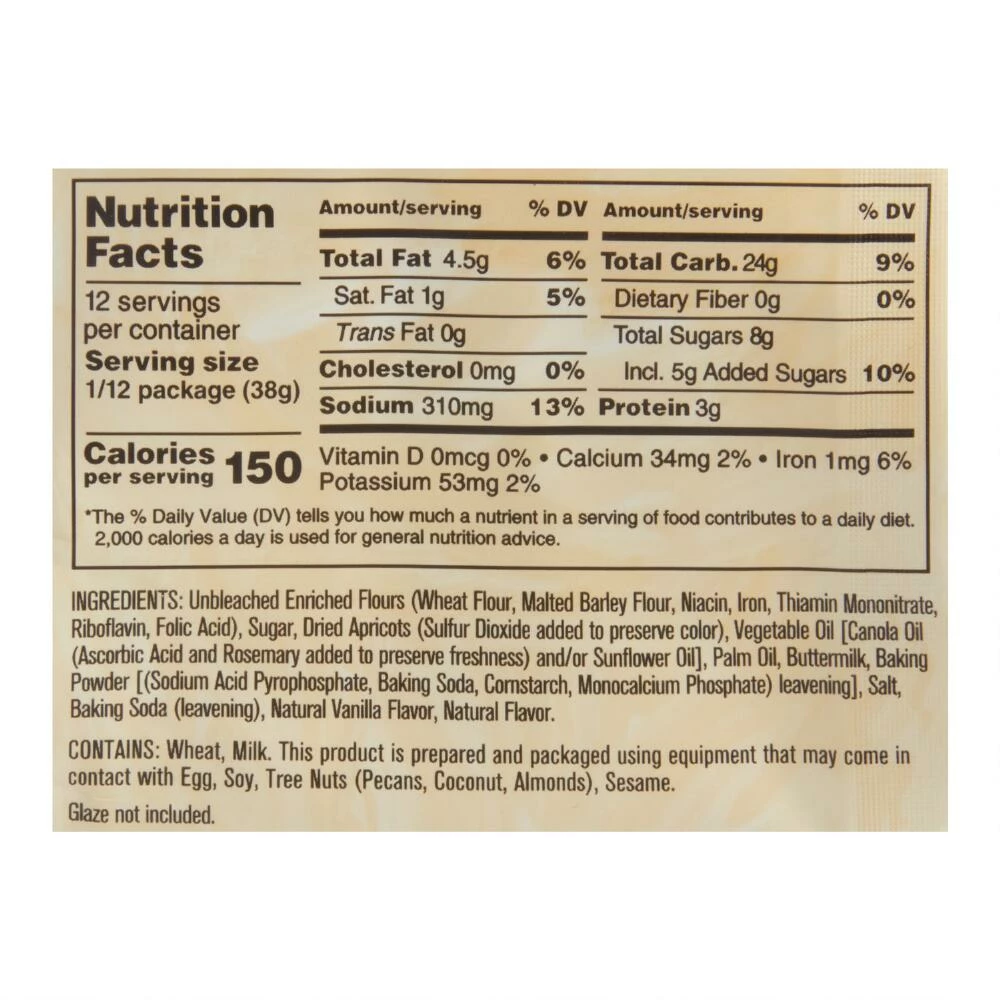 Nutrition
Facts
12 servings
per container
Serving size
1/12 package (38g)
Calories
per serving 150
Amount/serving % DV
Total Fat 4.5g 6%
Sat. Fat 1g 5%
Trans Fat 0g
Cholesterol 0mg 0%
Sodium 310mg 13%
Amount/serving % DV
Total Carb. 24g 9%
Dietary Fiber 0g 0%
Total Sugars 8g
Incl. 5g Added Sugars 10%
Protein 3g
Vitamin D 0mcg 0% • Calcium 34mg 2% • Iron 1mg 6%
Potassium 53mg 2%
*The % Daily Value (DV) tells you how much a nutrient in a serving of food contributes to a daily diet.
2,000 calories a day is used for general nutrition advice.
INGREDIENTS: Unbleached Enriched Flours (Wheat Flour, Malted Barley Flour, Niacin, Iron, Thiamin Mononitrate,
Riboflavin, Folic Acid), Sugar, Dried Apricots (Sulfur Dioxide added to preserve color), Vegetable Oil [Canola Oil
(Ascorbic Acid and Rosemary added to preserve freshness) and/or Sunflower Oil], Palm Oil, Buttermilk, Baking
Powder [(Sodium Acid Pyrophosphate, Baking Soda, Cornstarch, Monocalcium Phosphate) leavening], Salt,
Baking Soda (leavening), Natural Vanilla Flavor, Natural Flavor.
CONTAINS: Wheat, Milk. This product is prepared and packaged using equipment that may come in
contact with Egg, Soy, Tree Nuts (Pecans, Coconut, Almonds), Sesame.
Glaze not included.